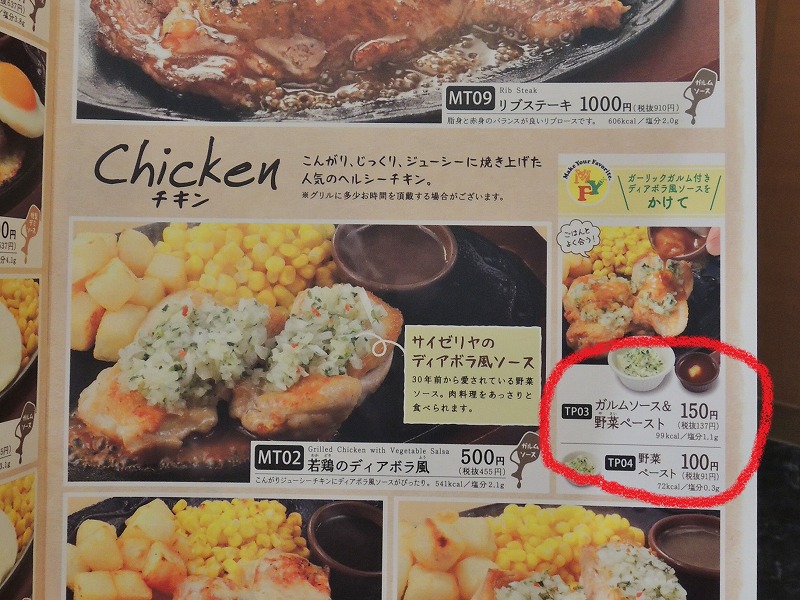 MT09
Rib Steak
リブステーキ 1000円(税抜910円)
脂身と赤身のバランスが良いリブロースです。 606kcal/塩分2.0g
ガルム
ソース
Chicken
チキン
こんがり、じっくり、ジューシーに焼き上げた
人気のヘルシーチキン。
※グリルに多少お時間を頂戴する場合がございます。
Make Your Favorite.
MYF
ガーリックガルム付き
ディアボラ風ソースを
かけて
ごはんと
よく合う!
サイゼリヤの
ディアボラ風ソース
30年前から愛されている野菜
ソース。肉料理をあっさりと
食べられます。
MT02
Grilled Chicken with Vegetable Salsa
若鶏のディアボラ風 500円
わかどり ふう
(税抜455円)
こんがりジューシーチキンにディアボラ風ソースがぴったり。 541kcal/塩分2.1g
ガルム
ソース
TP03 ガルムソース& 150円
野菜ペースト (税抜137円)
99kcal/塩分1.1g
TP04 野菜 100円
ペースト (税抜91円)
72kcal/塩分0.3g